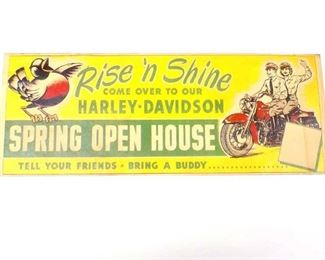 Rise 'n Shine
COME OVER TO OUR
HARLEY-DAVIDSON
SPRING OPEN HOUSE
TELL YOUR FRIENDS • BRING A BUDDY